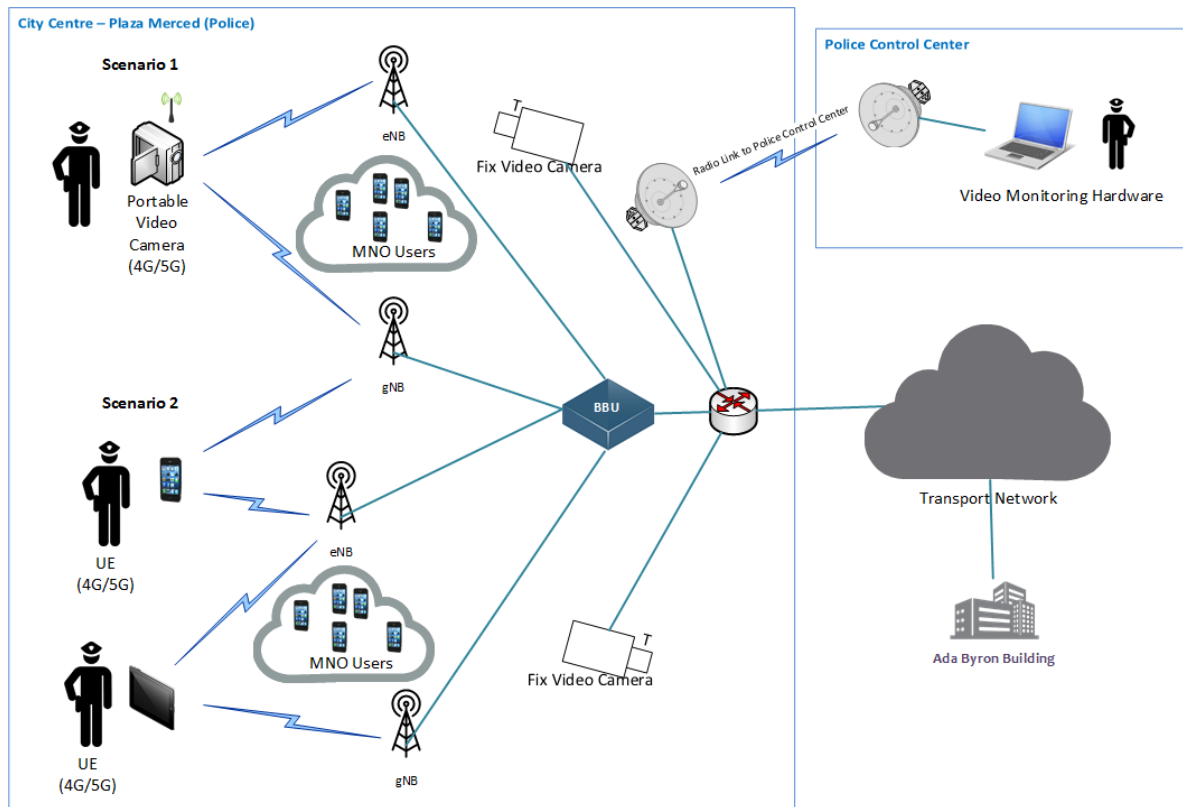 City Centre – Plaza Merced (Police)
Scenario 1
Portable
Video
Camera
(4G/5G)
eNB
MNO Users
T
Fix Video Camera
Radio Link to Police Control Center
Police Control Center
Video Monitoring Hardware
gNB
Scenario 2
UE
(4G/5G)
eNB
BBU
Transport Network
MNO Users
T
Fix Video Camera
Ada Byron Building
UE
(4G/5G)
gNB